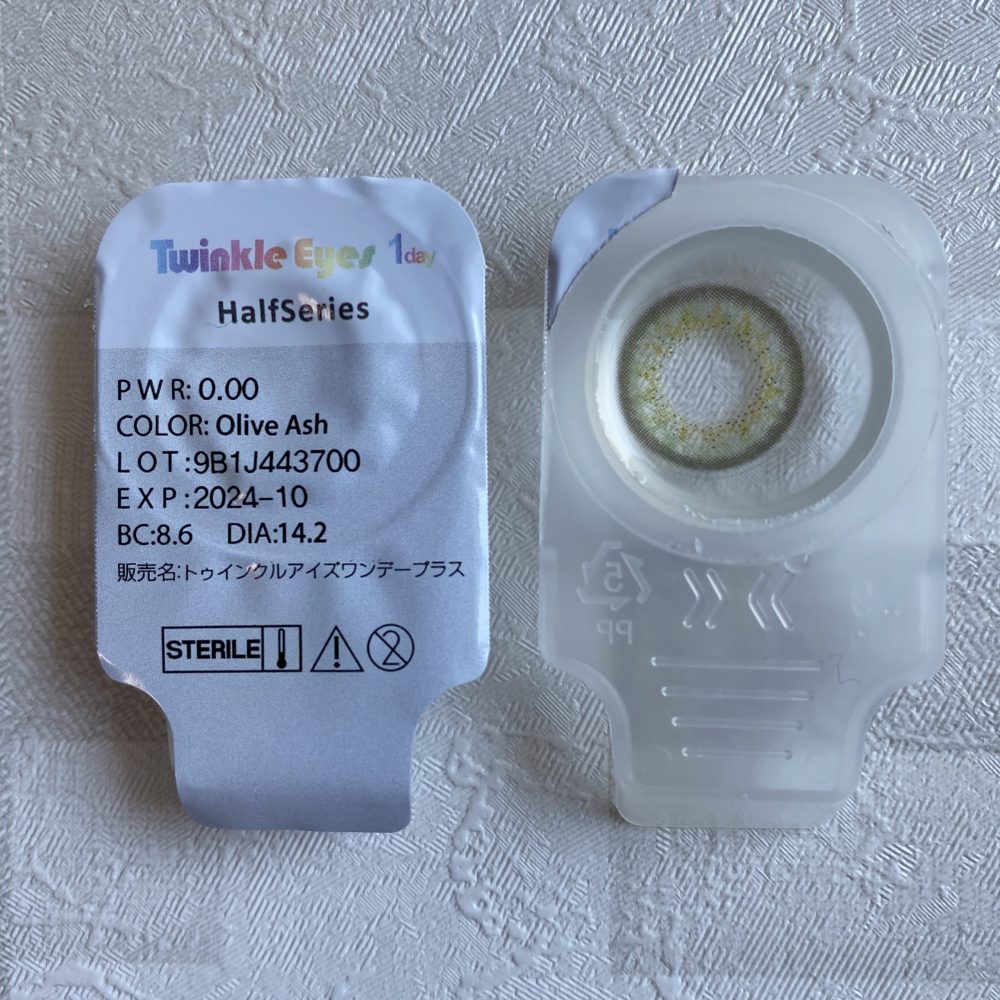 Twinkle Eyes 1day
HalfSeries
PWR: 0.00
COLOR: Olive Ash
LOT:9B1J443700
EXP:2024-10
BC:8.6 DIA:14.2
販売名:トゥインクルアイズワンデープラス
STERILE
2
5
PP
9